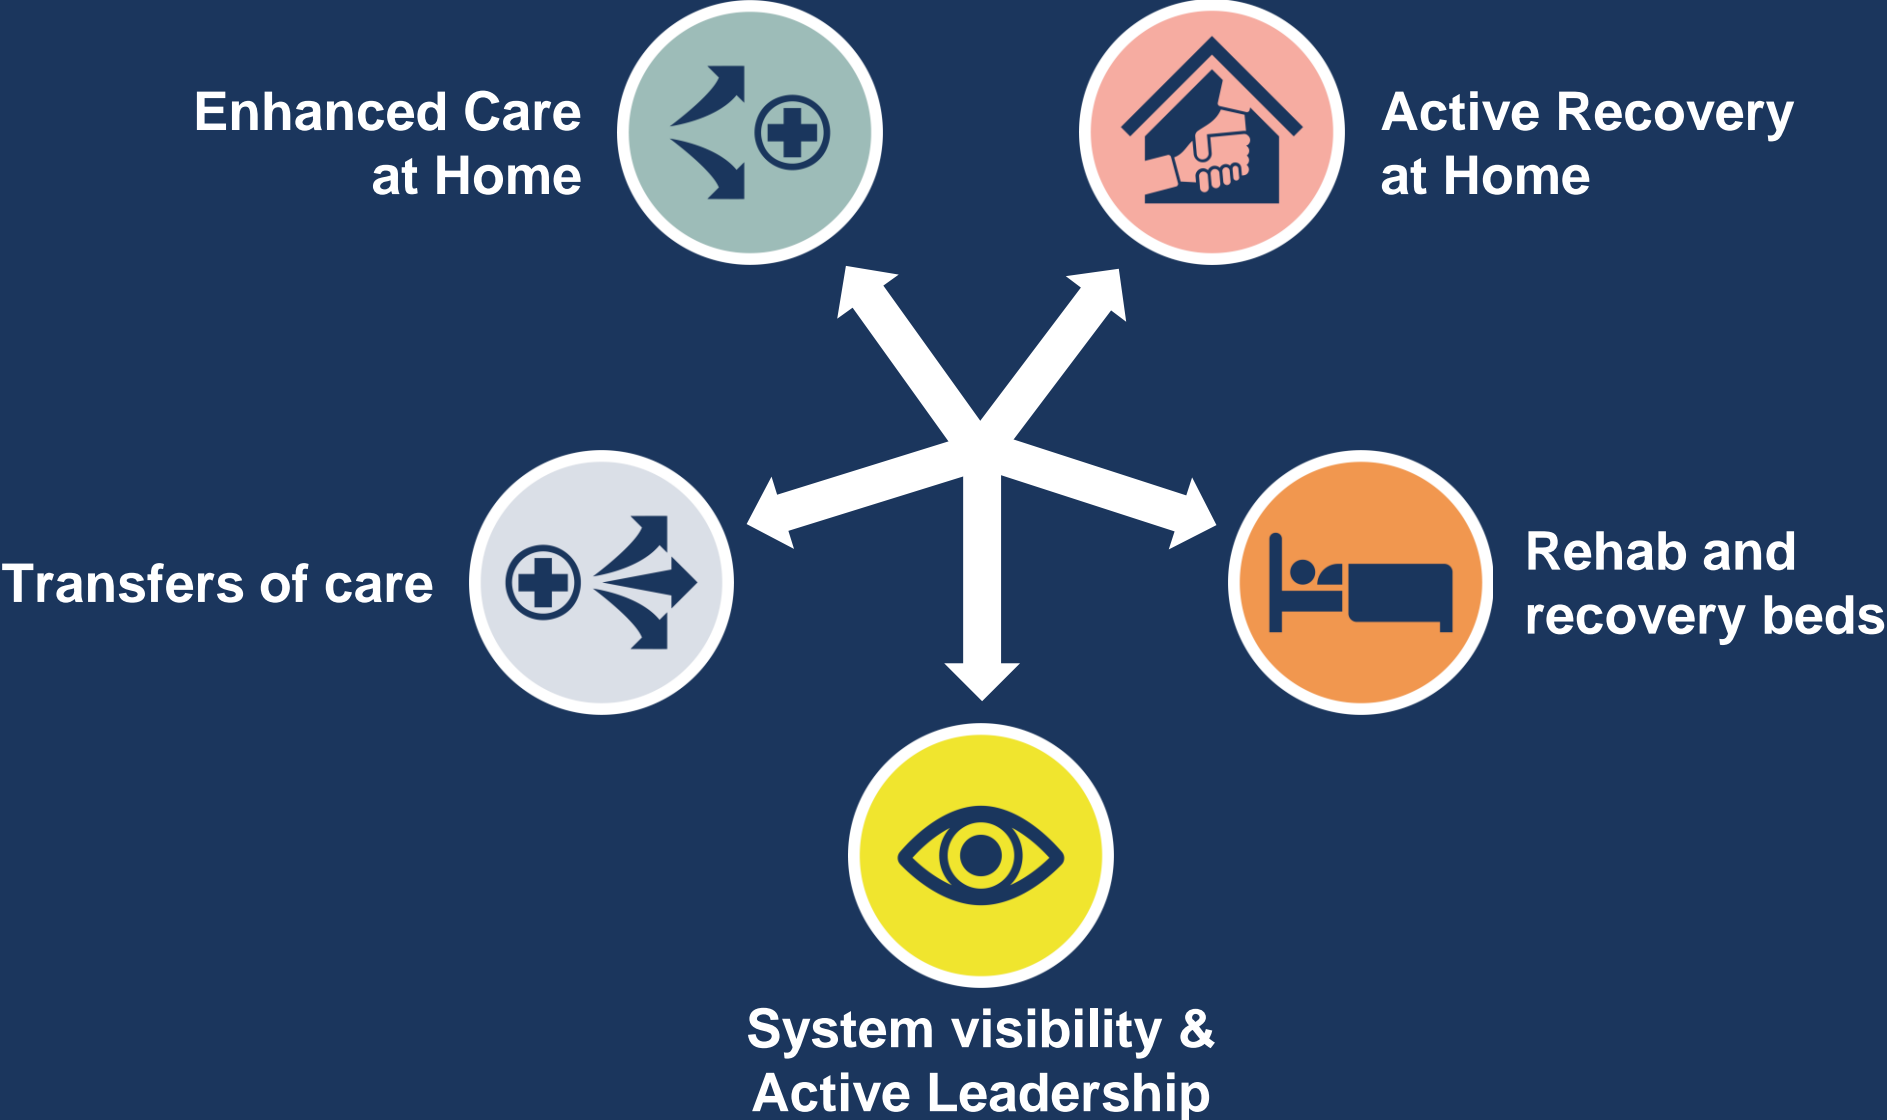 Enhanced Care
at Home
Active Recovery
at Home
Transfers of care
Rehab and
recovery beds
System visibility &
Active Leadership